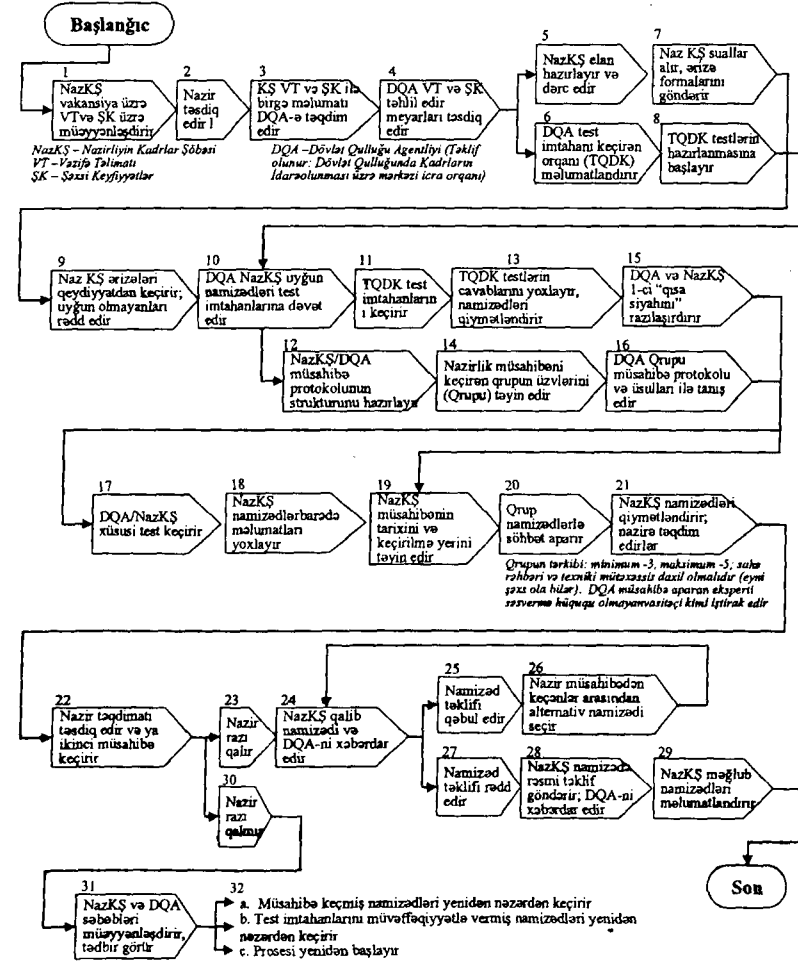 Başlanğıc
1
NazKŞ
vakansiya üzrə
VTvə ŞK üzrə
müəyyənləşdirir
2
Nazir
təsdiq
edir 1
3
KŞ VT və ŞK ilə
birgə məlumatı
DQA-ə təqdim
edir
4
DQA VT və ŞK
təhlil edir
meyarları təsdiq
edir
5
NazKŞ elan
hazırlayır və
dərc edir
7
Naz KŞ suallar
alır, ərizə
formalarını
göndərir
6
DQA test
imtahanı keçirən
orqanı (TQDK)
məlumatlandırır
8
TQDK testlərin
hazırlanmasına
başlayır
NazKŞ – Nazirliyin Kadrlar Şöbəsi
VT – Vəzifə Təlimatı
ŞK – Şəxsi Keyfiyyətlər
DQA –Dövlət Qulluğu Agentliyi (Təklif
olunur: Dövlət Qulluğunda Kadrların
İdarəolunması üzrə mərkəzi icra orqanı)
9
Naz KŞ ərizələri
qeydiyyatdan keçirir;
uyğun olmayanları
rədd edir
10
DQA NazKŞ uyğun
namizədləri test
imtahanlarına dəvət
edir
11
TQDK test
imtahanların
ı keçirir
13
TQDK testlərin
cavablarını yoxlayır,
namizədləri
qiymətləndirir
15
DQA və NazKŞ
1-ci "qısa
siyahını"
razılaşdırır
12
NazKŞ/DQA
müsahibə
protokolunun
strukturunu hazırlayır
14
Nazirlik müsahibəni
keçirən qrupun üzvlərini
(Qrupu) təyin edir
16
DQA Qrupu
müsahibə protokolu
və üsulları ilə tanış
edir
17
DQA/NazKŞ
xüsusi test keçirir
18
NazKŞ
namizədlərbarədə
məlumatları
yoxlayır
19
NazKŞ
müsahibənin
tarixini və
keçirilmə yerini
təyin edir
20
Qrup
namizədlərlə
söhbət aparır
21
NazKŞ namizədləri
qiymətləndirir;
nazirə təqdim
edirlər
Qrupun tərkibi: minimum -3, maksimum -5; sahə
rəhbəri və texniki mütəxəssis daxil olmalıdır (eyni
şəxs ola bilər). DQA müsahibə aparan eksperti
səsvermə hüququ olmayanvasitəçi kimi iştirak edir
22
Nazir təqdimatı
təsdiq edir və ya
ikinci müsahibə
keçirir
23
Nazir
razı
qalır
24
NazKŞ qalib
namizədi və
DQA-ni xəbərdar
edir
25
Namizəd
təklifi
qəbul edir
26
Nazir müsahibədən
keçənlər arasından
alternativ namizədi
seçir
27
Namizəd
təklifi rədd
edir
28
NazKŞ namizədə
rəsmi təklif
göndərir; DQA-ni
xəbərdar edir
29
NazKŞ məğlub
namizədləri
məlumatlandırır
30
Nazir
razı
qalmır
Son
31
NazKŞ və DQA
səbəbləri
müəyyənləşdirir,
tədbir görür
32
a. Müsahibə keçmiş namizədləri yenidən nəzərdən keçirir
b. Test imtahanlarını müvəffəqiyyətlə vermiş namizədləri yenidən
nəzərdən keçirir
c. Prosesi yenidən başlayır